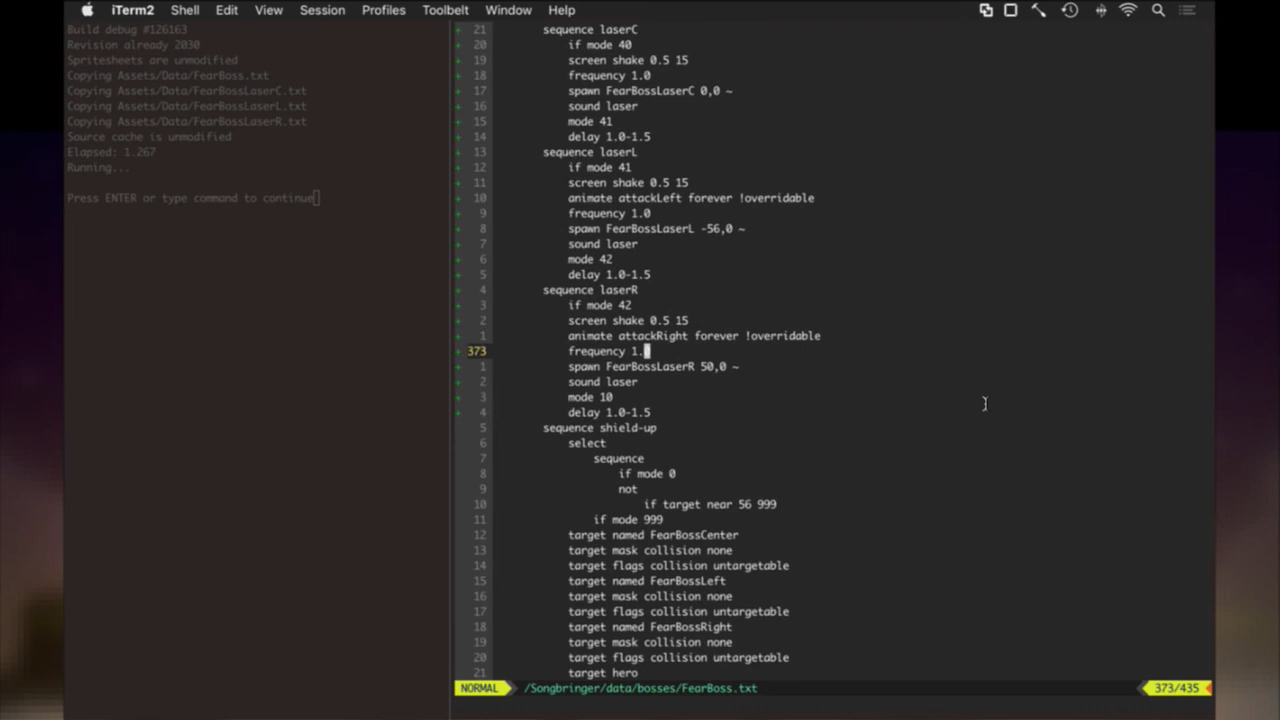 iTerm2 Shell Edit View Session Profiles Toolbelt Window Help
Build debug #126163
Revision already 2030
Spritesheets are unmodified
Copying Assets/Data/FearBoss.txt
Copying Assets/Data/FearBossLaserC.txt
Copying Assets/Data/FearBossLaserL.txt
Copying Assets/Data/FearBossLaserR.txt
Source cache is unmodified
Elapsed: 1.267
Running...
Press ENTER or type command to continue
+ 21 sequence laserC
+ 20 if mode 40
+ 19 screen shake 0.5 15
+ 18 frequency 1.0
+ 17 spawn FearBossLaserC 0,0 ~
+ 16 sound laser
+ 15 mode 41
+ 14 delay 1.0-1.5
+ 13 sequence laserL
+ 12 if mode 41
+ 11 screen shake 0.5 15
+ 10 animate attackLeft forever !overridable
+ 9 frequency 1.0
+ 8 spawn FearBossLaserL -56,0 ~
+ 7 sound laser
+ 6 mode 42
+ 5 delay 1.0-1.5
+ 4 sequence laserR
+ 3 if mode 42
+ 2 screen shake 0.5 15
+ 1 animate attackRight forever !overridable
+ 373 frequency 1.
+ 1 spawn FearBossLaserR 50,0 ~
+ 2 sound laser
+ 3 mode 10
+ 4 delay 1.0-1.5
5 sequence shield-up
6 select
7 sequence
8 if mode 0
9 not
10 if target near 56 999
11 if mode 999
12 target named FearBossCenter
13 target mask collision none
14 target flags collision untargetable
15 target named FearBossLeft
16 target mask collision none
17 target flags collision untargetable
18 target named FearBossRight
19 target mask collision none
20 target flags collision untargetable
21 target hero
NORMAL /Songbringer/data/bosses/FearBoss.txt 373/435